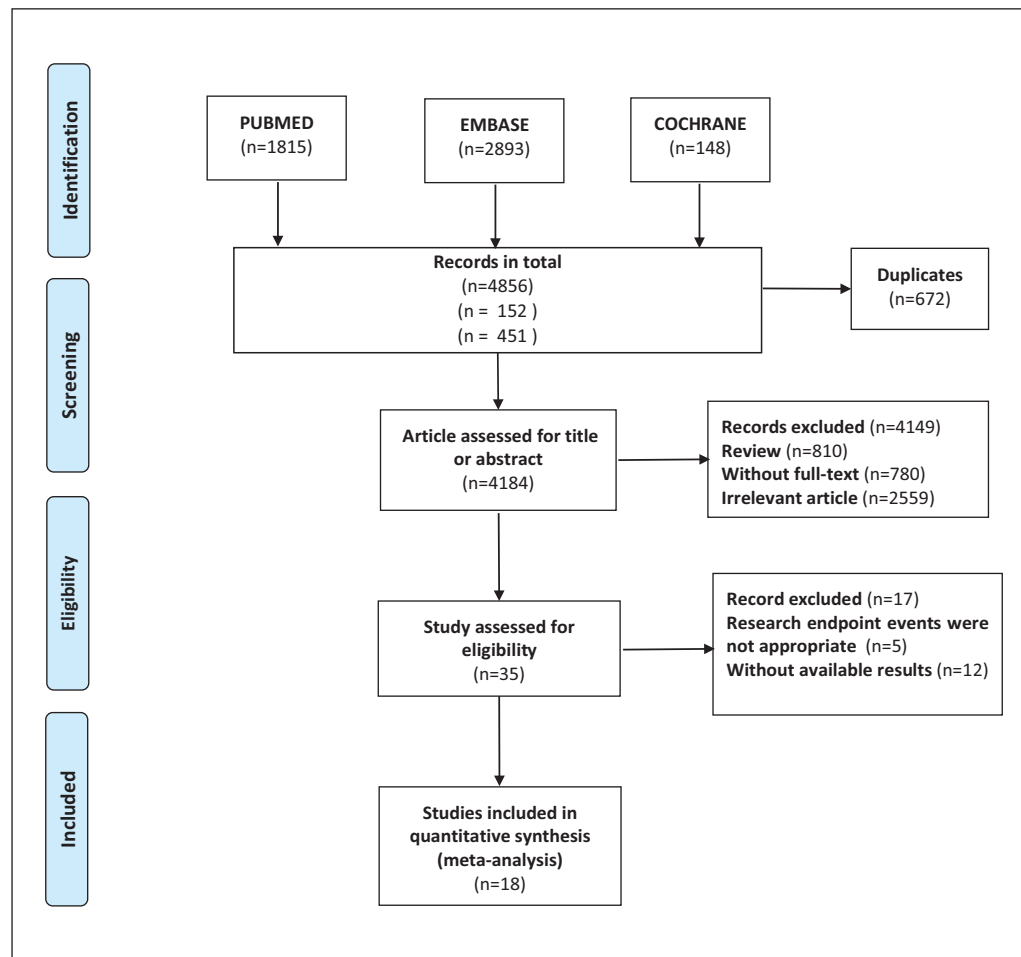 Identification
PUBMED
(n=1815)
EMBASE
(n=2893)
COCHRANE
(n=148)
Records in total
(n=4856)
(n = 152 )
(n = 451 )
Duplicates
(n=672)
Screening
Article assessed for title
or abstract
(n=4184)
Records excluded (n=4149)
Review (n=810)
Without full-text (n=780)
Irrelevant article (n=2559)
Eligibility
Study assessed for
eligibility
(n=35)
Record excluded (n=17)
Research endpoint events were
not appropriate (n=5)
Without available results (n=12)
Included
Studies included in
quantitative synthesis
(meta-analysis)
(n=18)